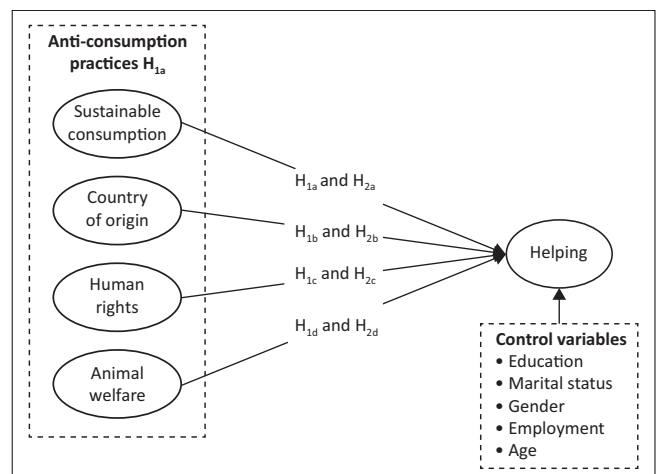 Anti-consumption
practices H1a
Sustainable
consumption
Country
of origin
Human
rights
Animal
welfare
H1a and H2a
H1b and H2b
H1c and H2c
H1d and H2d
Helping
Control variables
• Education
• Marital status
• Gender
• Employment
• Age